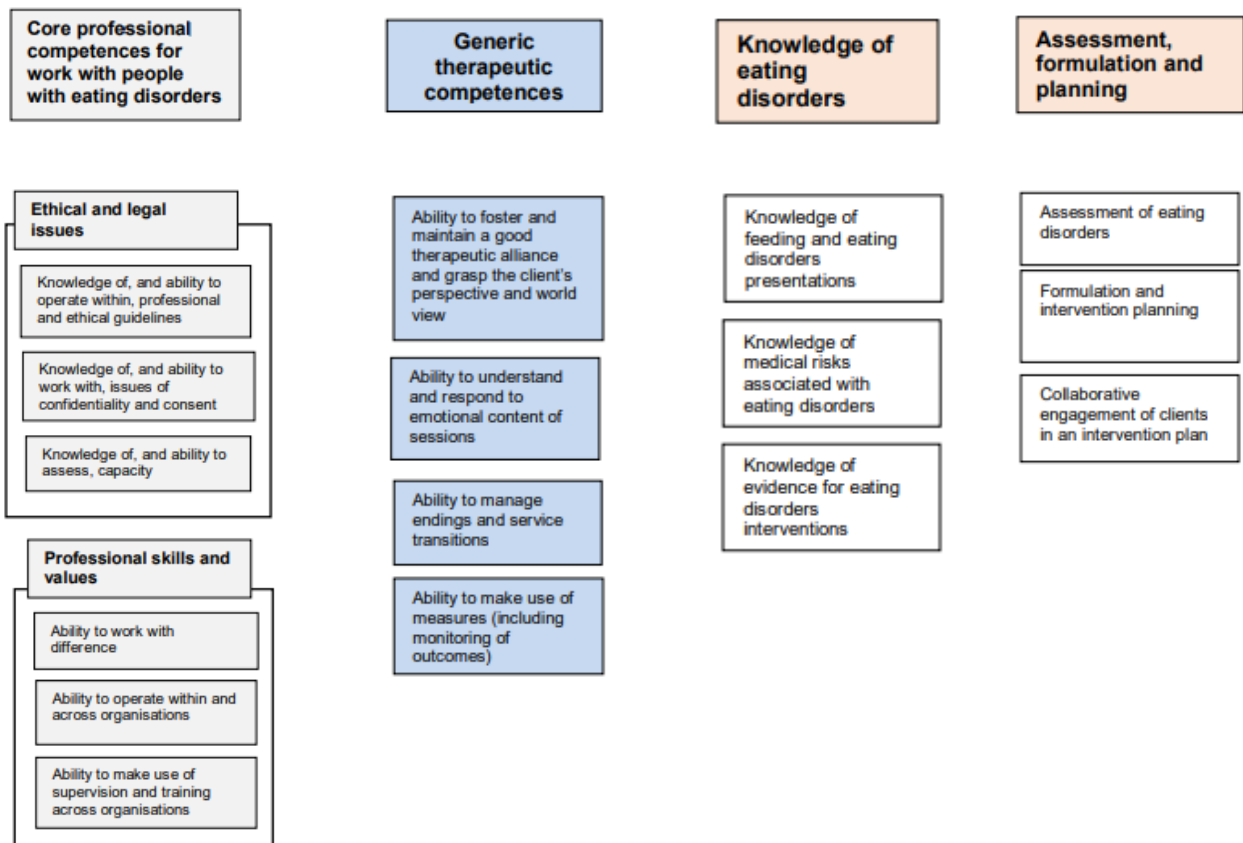 Core professional
competences for
work with people
with eating disorders
Generic
therapeutic
competences
Knowledge of
eating
disorders
Assessment,
formulation and
planning
Ethical and legal
issues
Knowledge of, and ability to
operate within, professional
and ethical guidelines
Knowledge of, and ability to
work with, issues of
confidentiality and consent
Knowledge of, and ability to
assess, capacity
Professional skills and
values
Ability to work with
difference
Ability to operate within and
across organisations
Ability to make use of
supervision and training
across organisations
Ability to foster and
maintain a good
therapeutic alliance
and grasp the client's
perspective and world
view
Ability to understand
and respond to
emotional content of
sessions
Ability to manage
endings and service
transitions
Ability to make use of
measures (including
monitoring of
outcomes)
Knowledge of
feeding and eating
disorders
presentations
Knowledge of
medical risks
associated with
eating disorders
Knowledge of
evidence for eating
disorders
interventions
Assessment of eating
disorders
Formulation and
intervention planning
Collaborative
engagement of clients
in an intervention plan